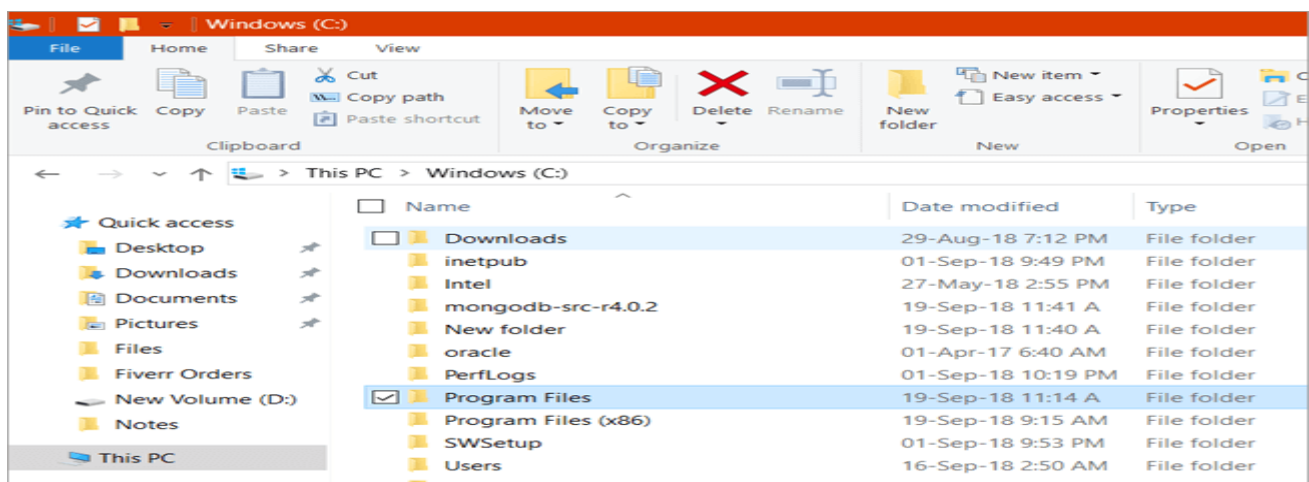 Windows (C:)
File Home Share View
Pin to Quick access
Copy
Paste
Cut
Copy path
Paste shortcut
Clipboard
Move to
Copy to
Delete
Rename
Organize
New folder
New item
Easy access
New
Properties
Open
This PC > Windows (C:)
Quick access
Desktop
Downloads
Documents
Pictures
Files
Fiverr Orders
New Volume (D:)
Notes
This PC
Name Date modified Type
Downloads 29-Aug-18 7:12 PM File folder
inetpub 01-Sep-18 9:49 PM File folder
Intel 27-May-18 2:55 PM File folder
mongodb-src-r4.0.2 19-Sep-18 11:41 A File folder
New folder 19-Sep-18 11:40 A File folder
oracle 01-Apr-17 6:40 AM File folder
PerfLogs 01-Sep-18 10:19 PM File folder
Program Files 19-Sep-18 11:14 A File folder
Program Files (x86) 19-Sep-18 9:15 AM File folder
SWSetup 01-Sep-18 9:53 PM File folder
Users 16-Sep-18 2:50 AM File folder